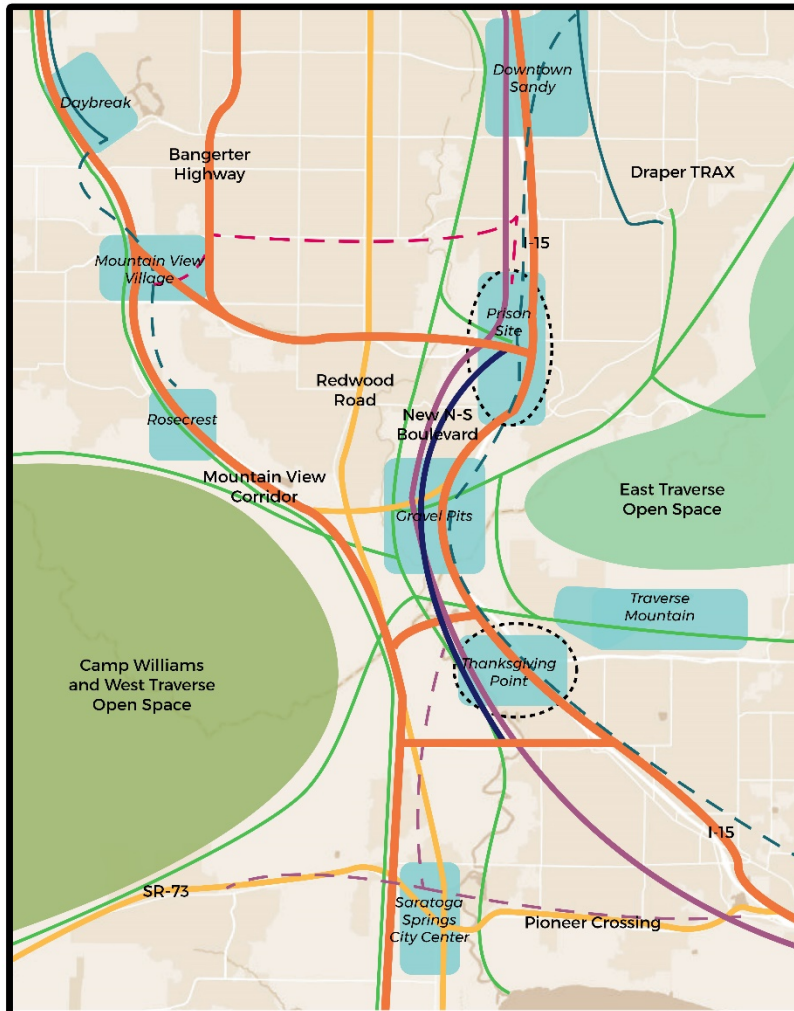 Downtown
Sandy
Daybreak
Bangerter
Highway
Draper TRAX
I-15
Mountain View
Village
Prison
Site
Redwood
Road
New N-S
Boulevard
Rosecrest
Mountain View
Corridor
Gravel Pits
East Traverse
Open Space
Traverse
Mountain
Camp Williams
and West Traverse
Open Space
Thanksgiving
Point
I-15
SR-73
Saratoga
Springs
City Center
Pioneer Crossing